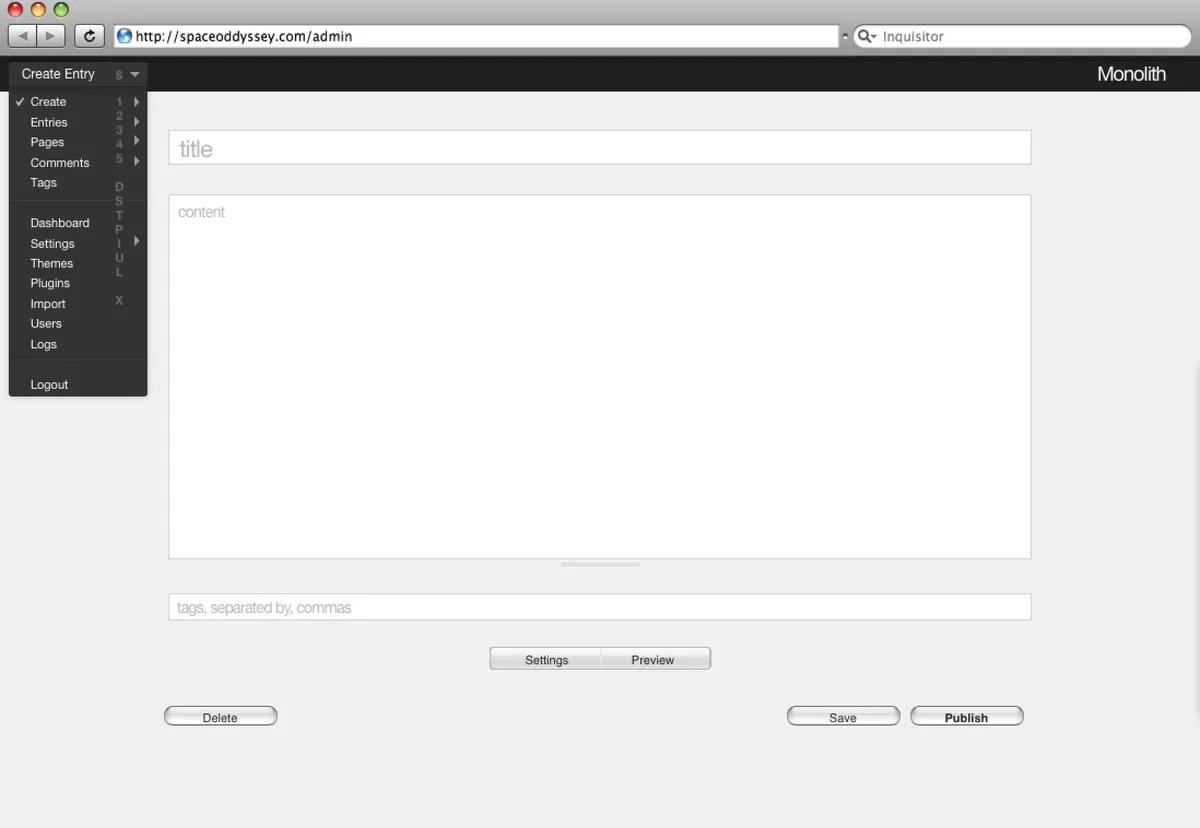 http://spaceoddyssey.com/admin
Inquisitor
Create Entry S
Monolith
Create 1
Entries 2
Pages 3
4
Comments 5
Tags D
S
Dashboard T
P
Settings I
Themes U
Plugins L
Import X
Users
Logs
Logout
title
content
tags, separated by, commas
Settings Preview
Delete Save Publish